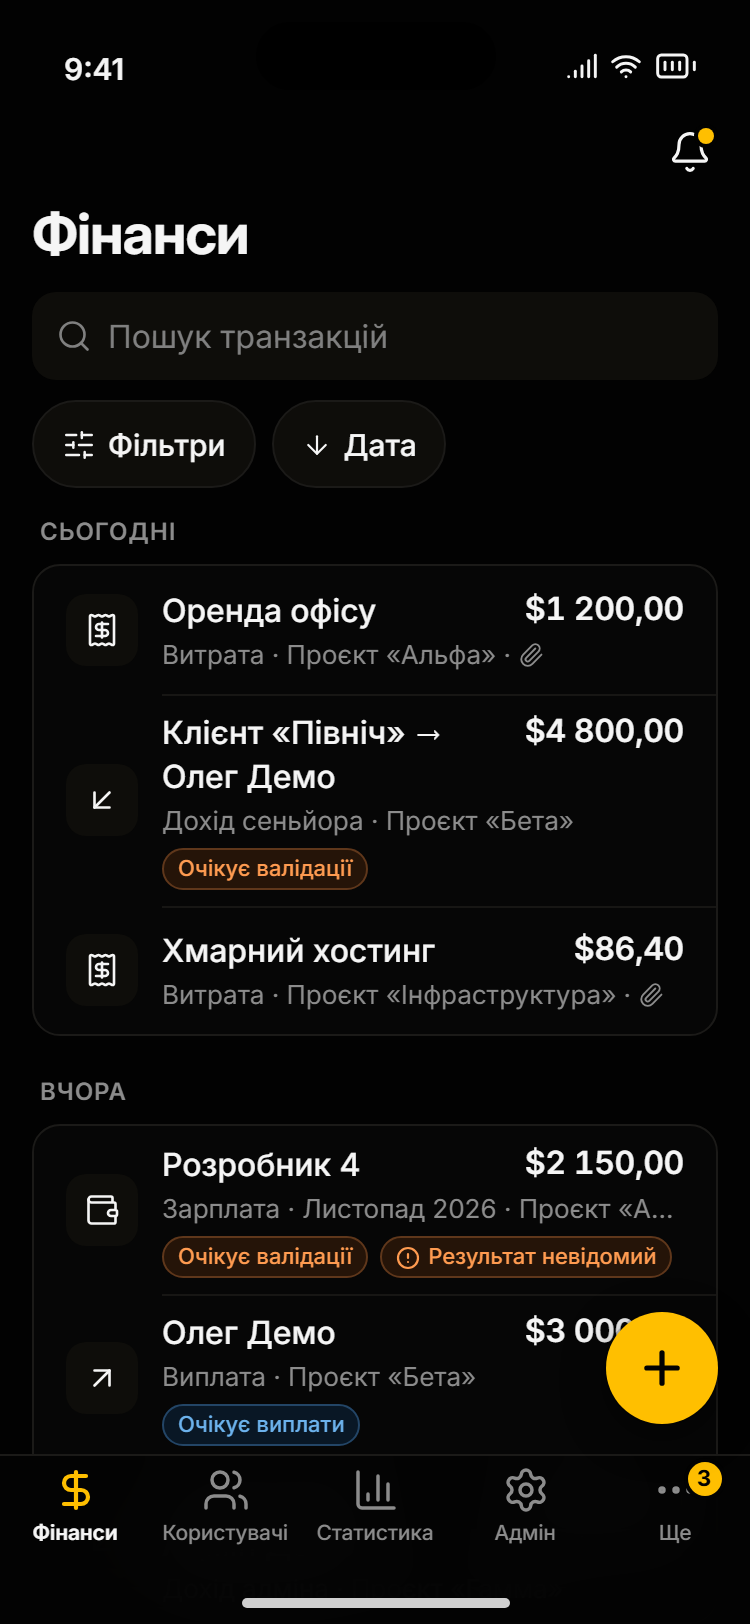 9:41
Фінанси
Пошук транзакцій
Фільтри
Дата
СЬОГОДНІ
Оренда офісу $1 200,00
Витрата · Проєкт «Альфа» ·
Клієнт «Північ» → $4 800,00
Олег Демо
Дохід сеньйора · Проєкт «Бета»
Очікує валідації
Хмарний хостинг $86,40
Витрата · Проєкт «Інфраструктура» ·
ВЧОРА
Розробник 4 $2 150,00
Зарплата · Листопад 2026 · Проєкт «А...
Очікує валідації Результат невідомий
Олег Демо $3 000
Виплата · Проєкт «Бета»
Очікує виплати
3
Фінанси Користувачі Статистика Адмін Ще